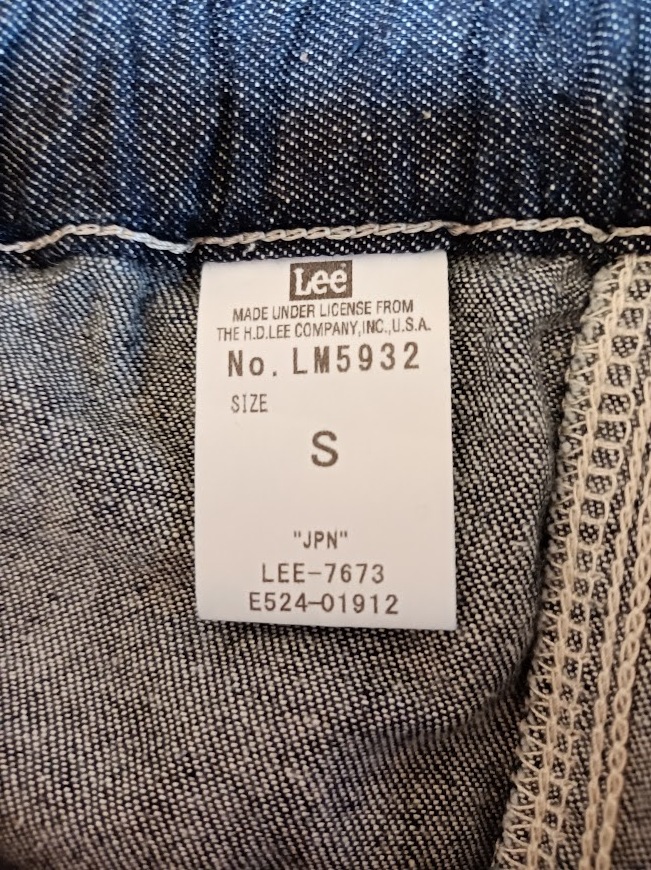 Lee
MADE UNDER LICENSE FROM
THE H.D.LEE COMPANY,INC.,U.S.A.
No. LM5932
SIZE
S
"JPN"
LEE-7673
E524-01912